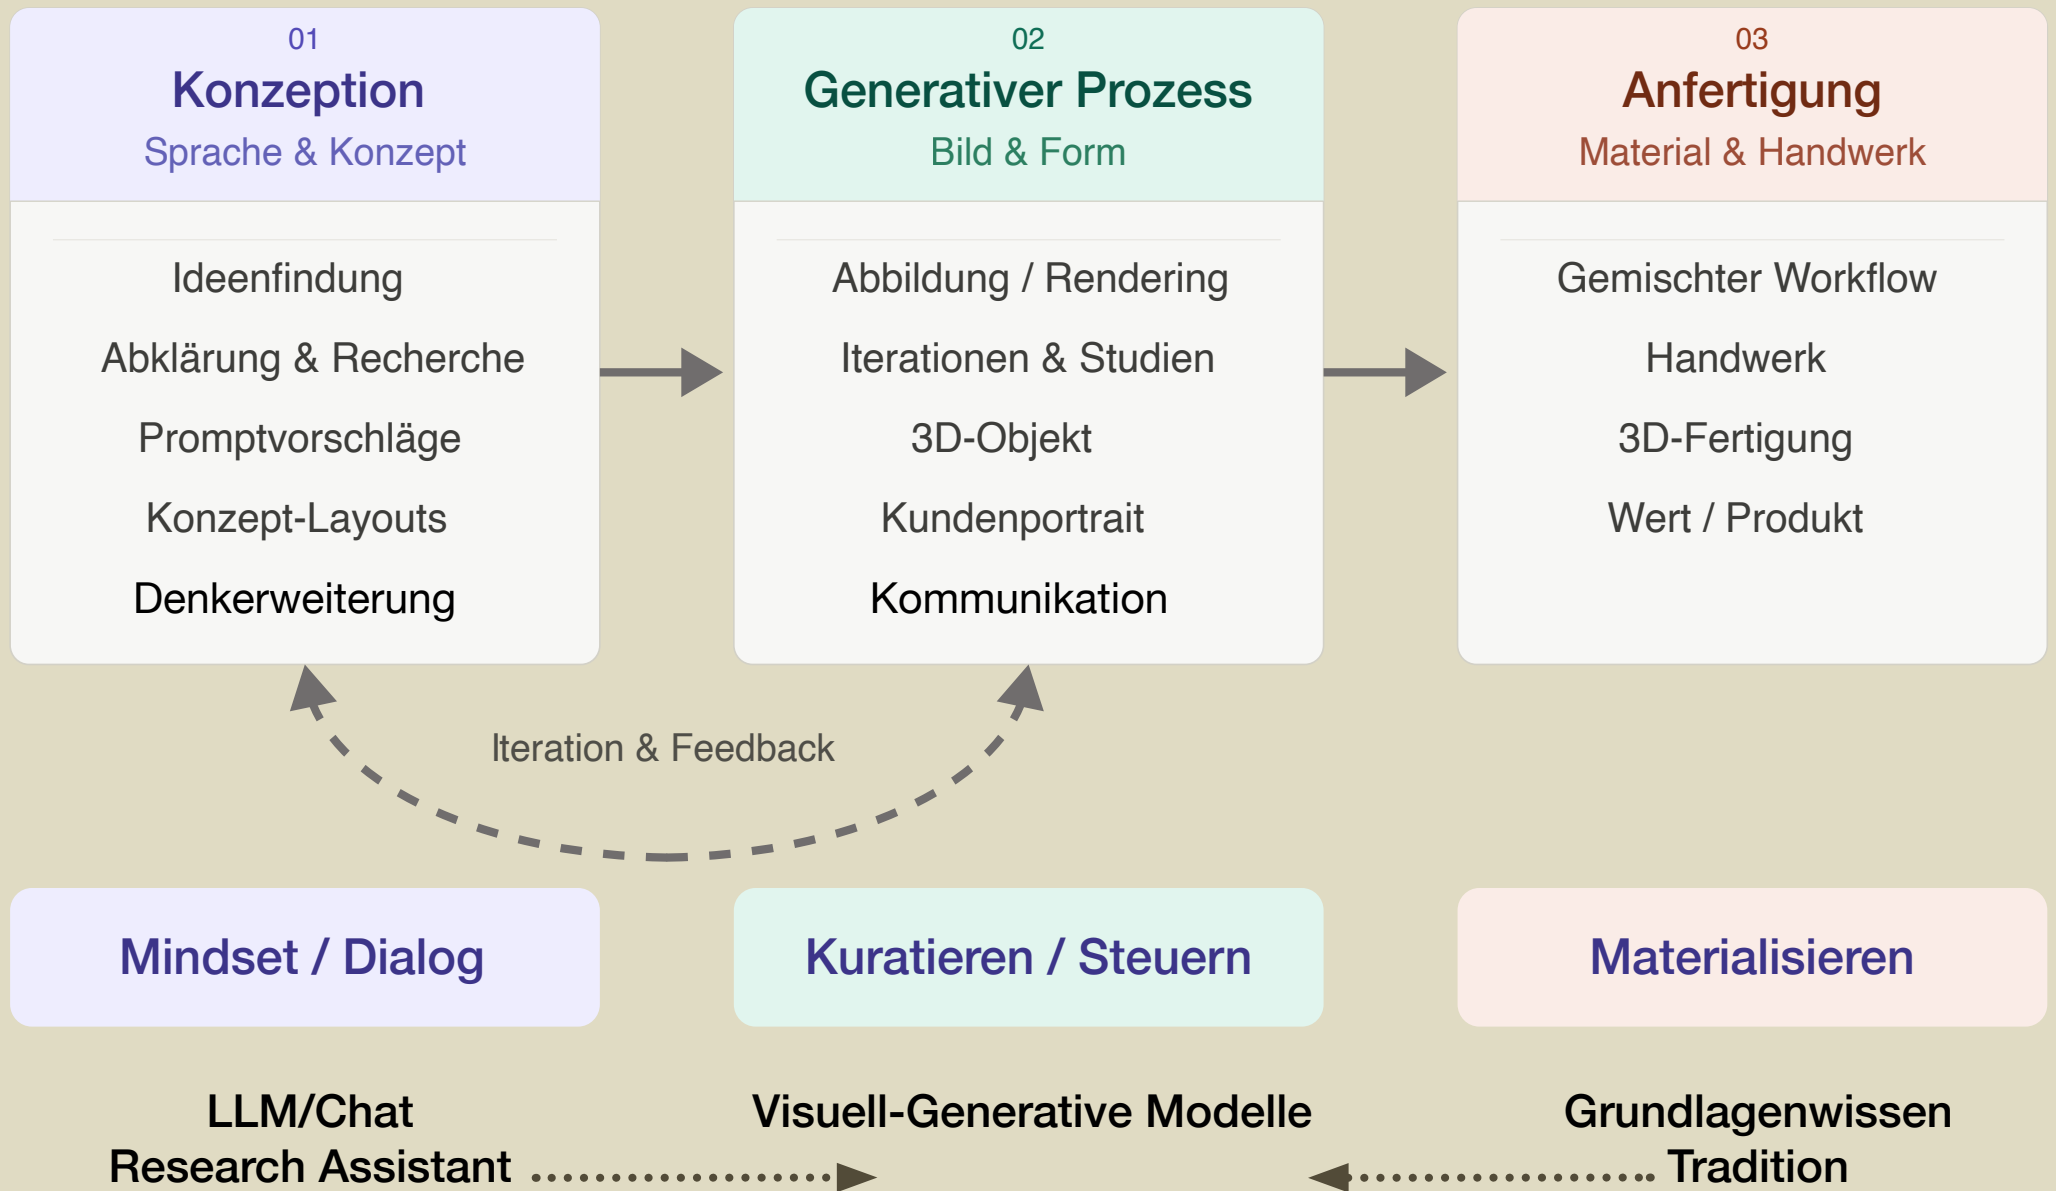 01
Konzeption
Sprache & Konzept
Ideenfindung
Abklärung & Recherche
Promptvorschläge
Konzept-Layouts
Denkerweiterung
02
Generativer Prozess
Bild & Form
Abbildung / Rendering
Iterationen & Studien
3D-Objekt
Kundenportrait
Kommunikation
03
Anfertigung
Material & Handwerk
Gemischter Workflow
Handwerk
3D-Fertigung
Wert / Produkt
Iteration & Feedback
Mindset / Dialog
Kuratieren / Steuern
Materialisieren
LLM/Chat
Research Assistant
Visuell-Generative Modelle
Grundlagenwissen
Tradition